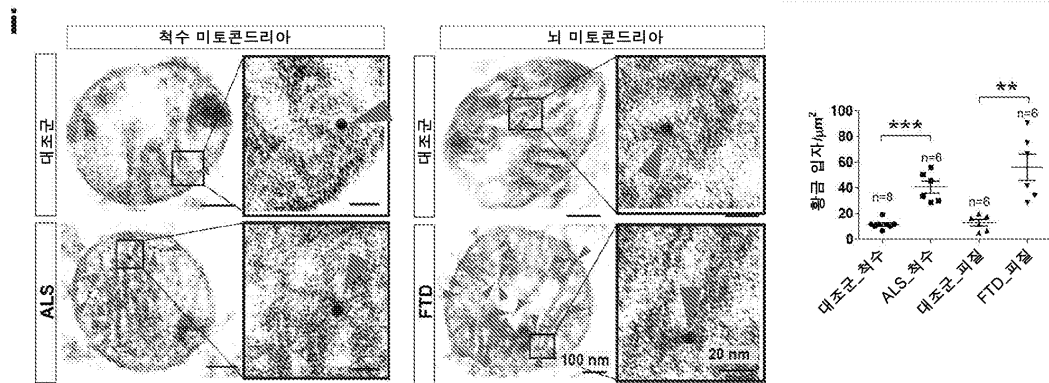 척수 미토콘드리아
뇌 미토콘드리아
대조군
대조군
ALS
FTD
100 nm
20 nm
황금 입자/μm²
100
80
60
40
20
0
***
**
n=8
n=6
n=6
n=6
대조군_척수
ALS_척수
대조군_피질
FTD_피질